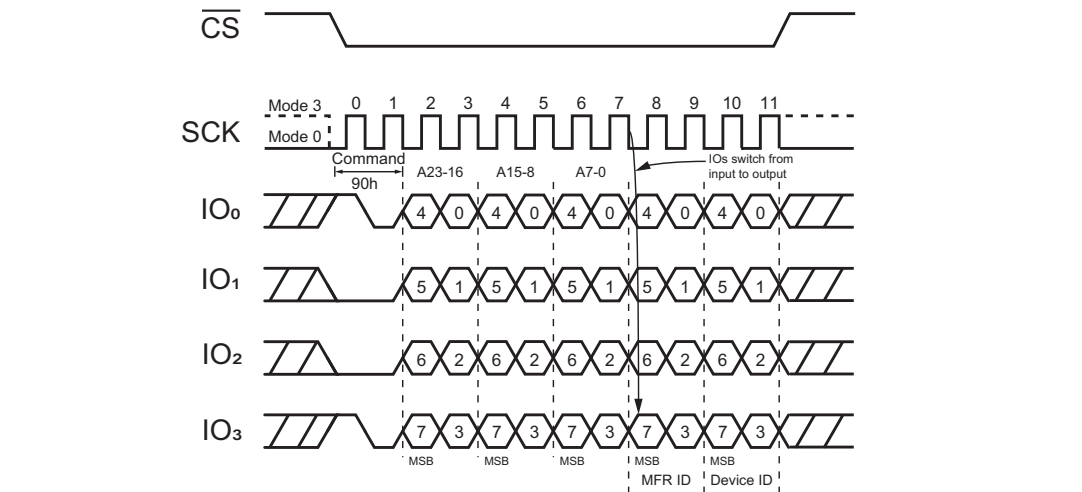 CS
Mode 3 0 1 2 3 4 5 6 7 8 9 10 11
SCK
Mode 0
Command
IOs switch from
input to output
A23-16 A15-8 A7-0
90h
IO₀ 4 0 4 0 4 0 4 0 4 0
IO₁ 5 1 5 1 5 1 5 1 5 1
IO₂ 6 2 6 2 6 2 6 2 6 2
IO₃ 7 3 7 3 7 3 7 3 7 3
MSB MSB MSB MSB MSB
MFR ID Device ID